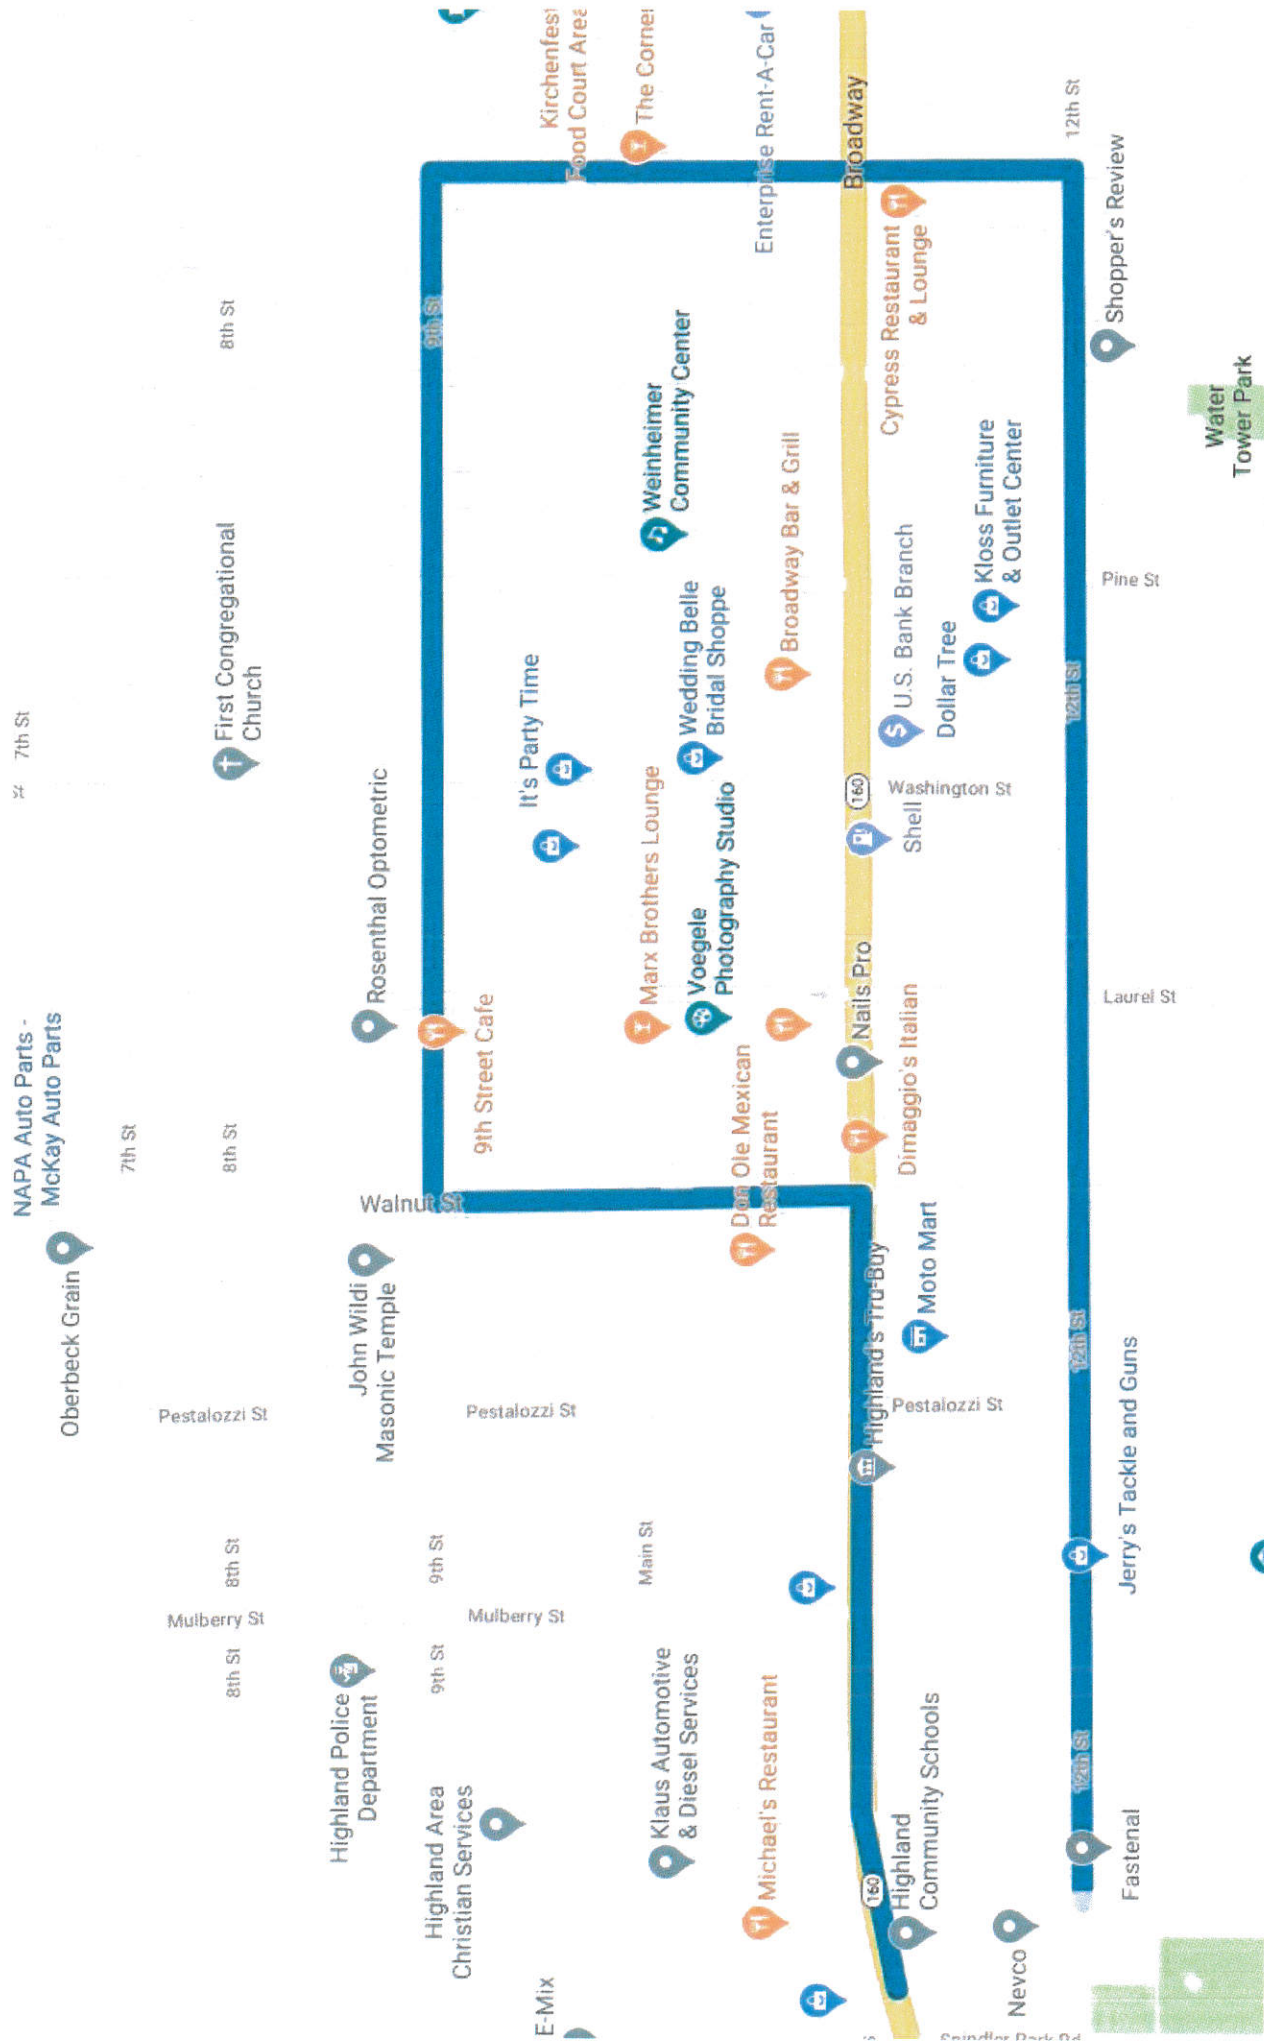 NAPA Auto Parts -
McKay Auto Parts
7th St
St
Oberbeck Grain
7th St
8th St
First Congregational
Church
8th St
Pestalozzi St
8th St
Mulberry St
8th St
Rosenthal Optometric
Walnut St
John Wildi
Masonic Temple
Highland Police
Department
9th St
9th Street Cafe
9th St
9th St
Pestalozzi St
Mulberry St
Highland Area
Christian Services
E-Mix
Kirchenfest
Food Court Area
The Corner
It's Party Time
Weinheimer
Community Center
Marx Brothers Lounge
Main St
Klaus Automotive
& Diesel Services
Wedding Belle
Bridal Shoppe
Voegele
Photography Studio
Enterprise Rent-A-Car
Broadway Bar & Grill
Don Ole Mexican
Restaurant
Michael's Restaurant
Broadway
160
Nails Pro
Highland's Tru-Buy
160
Cypress Restaurant
& Lounge
U.S. Bank Branch
Washington St
Shell
Dimaggio's Italian
Moto Mart
Pestalozzi St
Highland
Community Schools
Dollar Tree
Kloss Furniture
& Outlet Center
Nevco
Spindler Park Rd
12th St
12th St
12th St
12th St
Shopper's Review
Pine St
Laurel St
Jerry's Tackle and Guns
Fastenal
Water
Tower Park